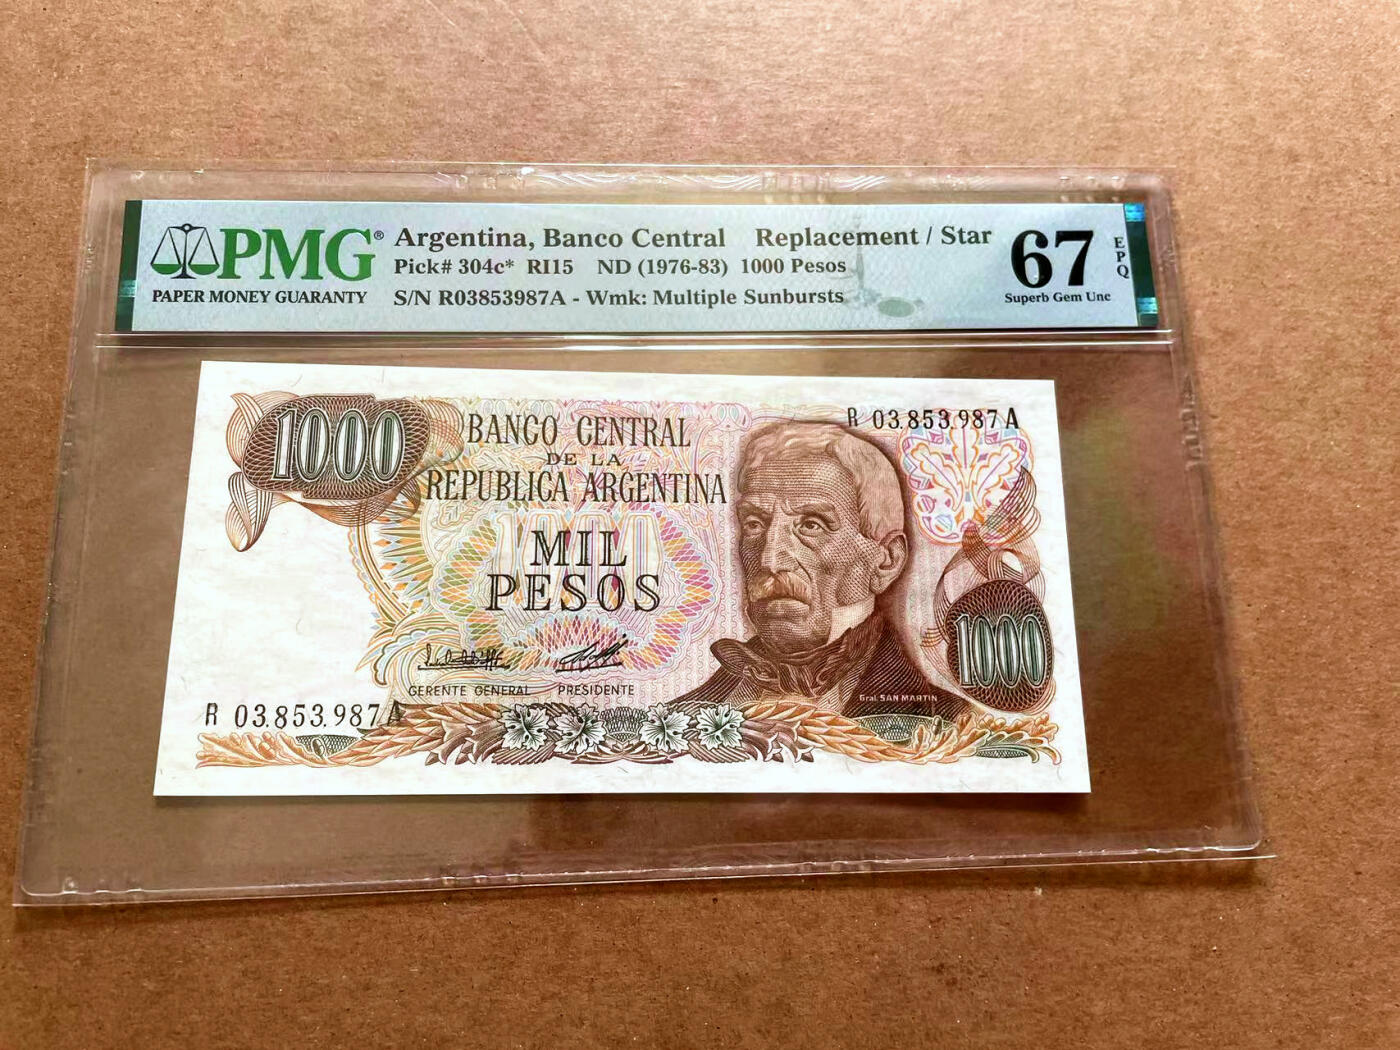 PMG®
PAPER MONEY GUARANTY
Argentina, Banco Central Replacement / Star
Pick# 304c* RI15 ND (1976-83) 1000 Pesos
S/N R03853987A - Wmk: Multiple Sunbursts
67
EPQ
Superb Gem Unc
1000
R 03.853.987 A
BANCO CENTRAL
DE LA
REPUBLICA ARGENTINA
1000
MIL
PESOS
1000
GERENTE GENERAL PRESIDENTE
Gral. SAN MARTIN
R 03.853.987 A